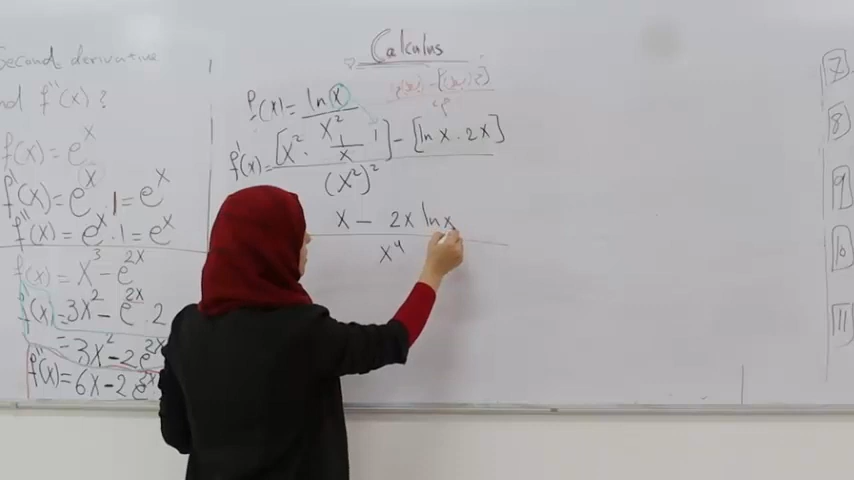 Calculus
Second derivative
f''(x) ?
f(x) = e^x
f'(x) = e^x · 1 = e^x
f''(x) = e^x · 1 = e^x
f(x) = x^3 - e^{2x}
f'(x) = 3x^2 - e^{2x} · 2
= 3x^2 - 2e^{2x}
f''(x) = 6x - 2e^{2x}
f(x) = ln x / x^2
f'(x) = [x^2 · 1/x · 1] - [ln x · 2x] / (x^2)^2
x - 2x ln x / x^4
7
8
9
10
11